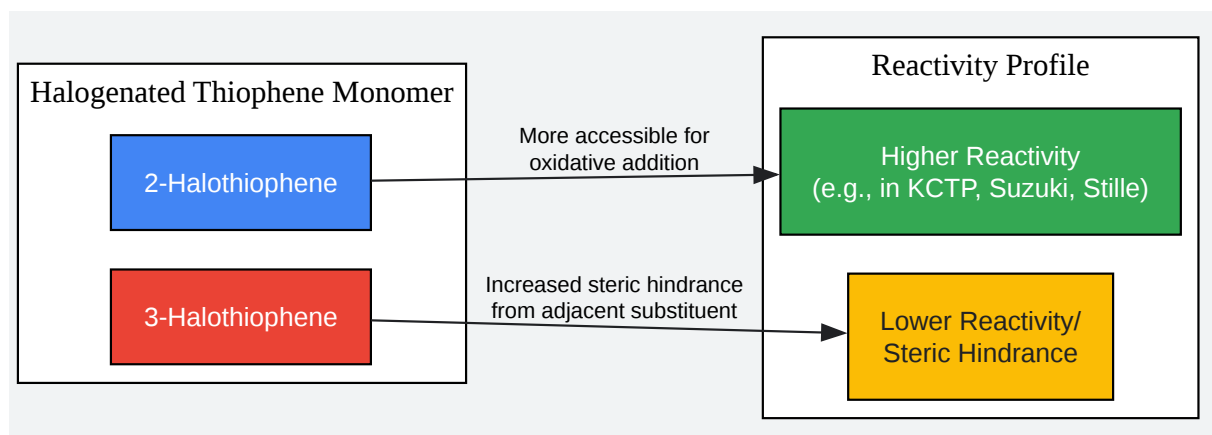 Halogenated Thiophene Monomer
2-Halothiophene
3-Halothiophene
More accessible for
oxidative addition
Increased steric hindrance
from adjacent substituent
Reactivity Profile
Higher Reactivity
(e.g., in KCTP, Suzuki, Stille)
Lower Reactivity/
Steric Hindrance